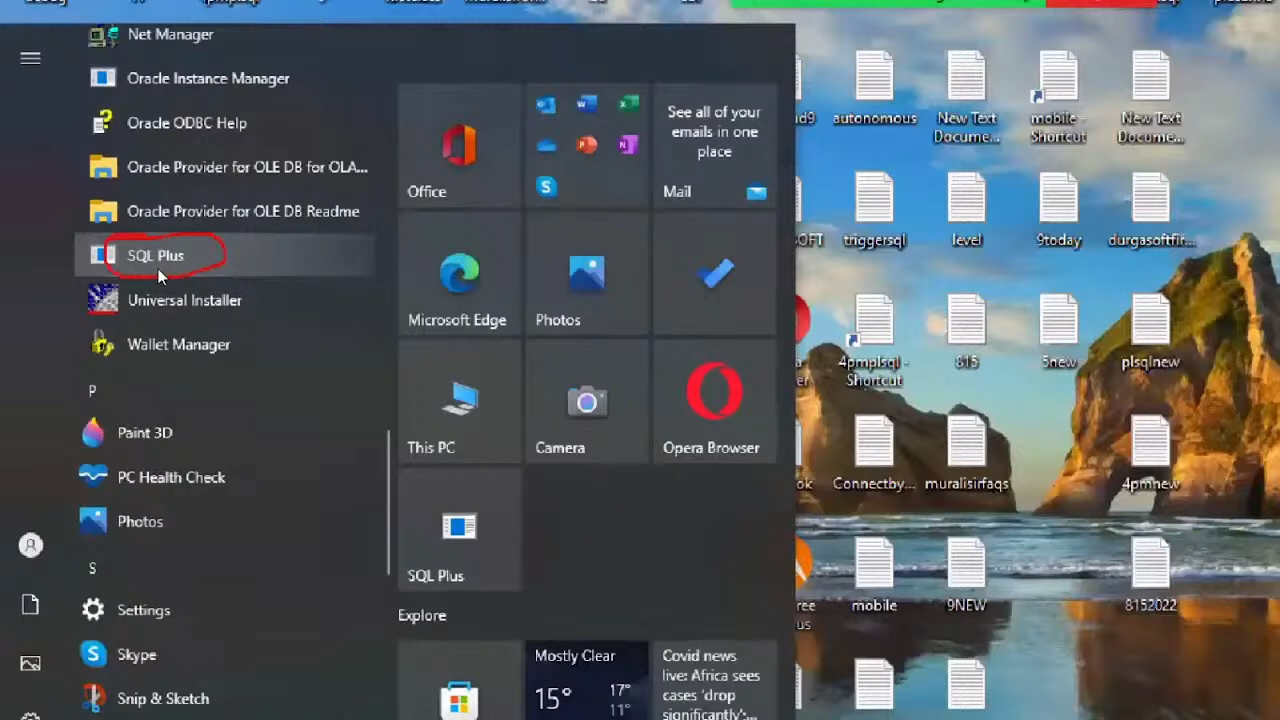 Net Manager
Oracle Instance Manager
Oracle ODBC Help
Oracle Provider for OLE DB for OLA...
Oracle Provider for OLE DB Readme
SQL Plus
Universal Installer
Wallet Manager
P
Paint 3D
PC Health Check
Photos
S
Settings
Skype
Snip & Sketch
Office
See all of your
emails in one
place
Mail
Microsoft Edge
Photos
This PC
Camera
Opera Browser
SQL Plus
Explore
Mostly Clear
15°
17°
11°
Covid news
live: Africa sees
cases 'drop
significantly'...
autonomous
New Text
Docume...
mobile -
Shortcut
New Text
Docume...
triggersql
level
9today
durgasoftfir...
4pmplsql -
Shortcut
815
5new
plsqlnew
Connectby...
muralisirfaqs
4pmnew
mobile
9NEW
8152022